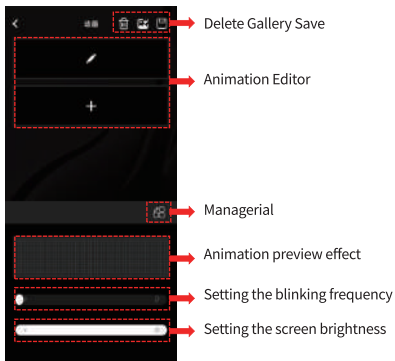 Delete Gallery Save
Animation Editor
Managerial
Animation preview effect
Setting the blinking frequency
Setting the screen brightness